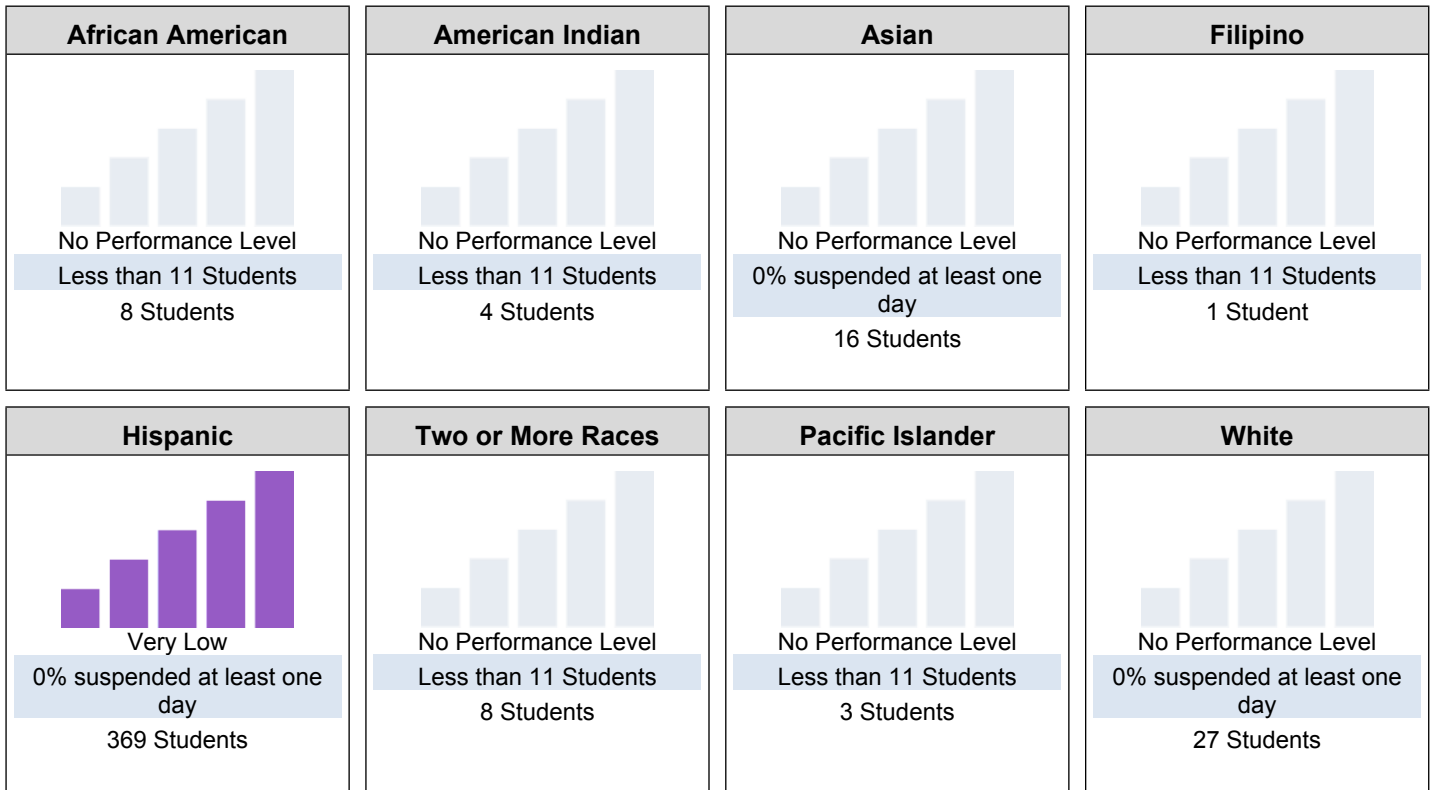 African American
No Performance Level
Less than 11 Students
8 Students
American Indian
No Performance Level
Less than 11 Students
4 Students
Asian
No Performance Level
0% suspended at least one
day
16 Students
Filipino
No Performance Level
Less than 11 Students
1 Student
Hispanic
Very Low
0% suspended at least one
day
369 Students
Two or More Races
No Performance Level
Less than 11 Students
8 Students
Pacific Islander
No Performance Level
Less than 11 Students
3 Students
White
No Performance Level
0% suspended at least one
day
27 Students